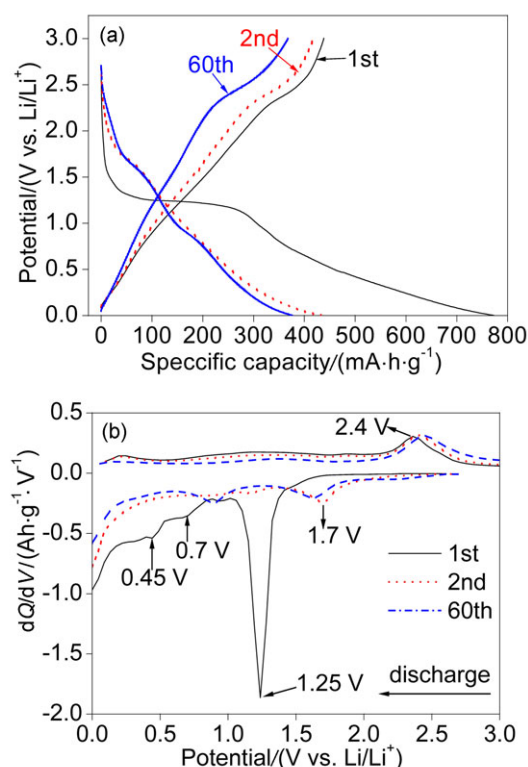 (a)
2nd
60th
1st
Potential/(V vs. Li/Li⁺)
3.0
2.5
2.0
1.5
1.0
0.5
0.0
0 100 200 300 400 500 600 700 800
Speccific capacity/(mA·h·g⁻¹)
(b)
2.4 V
dQ/dV/(Ah·g⁻¹· V⁻¹)
0.5
0.0
-0.5
-1.0
-1.5
-2.0
0.45 V
0.7 V
1.7 V
1.25 V
1st
2nd
60th
discharge
0.0 0.5 1.0 1.5 2.0 2.5 3.0
Potential/(V vs. Li/Li⁺)